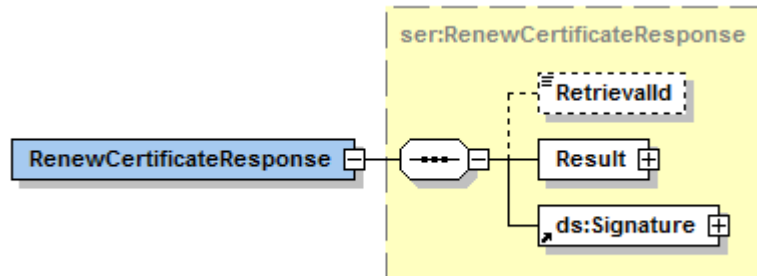 ser:RenewCertificateResponse
RetrievalId
RenewCertificateResponse
Result
ds:Signature